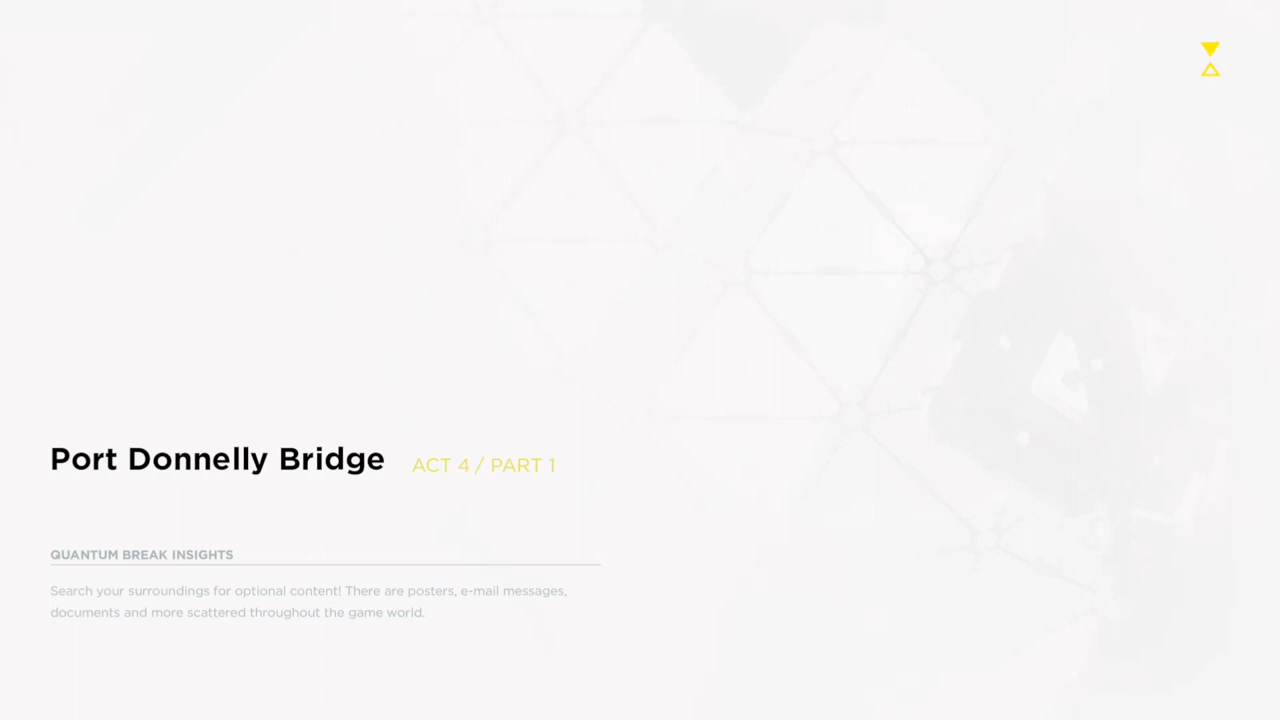 Port Donnelly Bridge ACT 4 / PART 1
QUANTUM BREAK INSIGHTS
Search your surroundings for optional content! There are posters, e-mail messages,
documents and more scattered throughout the game world.